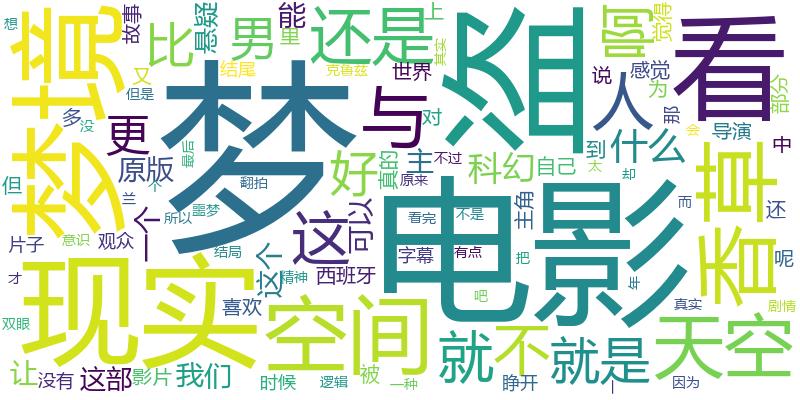 梦境
梦
电影
现实
盗
看
香草
空间
天空
还是
与
更
这
人
啊
男
比
悬疑
能
里
故事
想
又
但是
结尾
克鲁兹
世界
上
其实
觉得
感觉
说
为
那
部分
多
没
最后
对
原版
好
真的
主
不过
科幻
自己
到
什么
导演
会
中
但
兰
个
翻拍
原来
太
却
一个
所以
噩梦
可以
看完
不是
主角
而
还
片子
意识
观众
结局
这个
字幕
有点
把
呢
才
精神
西班牙
吧
年
真实
剧情
双眼
喜欢
就
不
就是
让
没有
这部
影片
我们
时候
逻辑
被
一种
睁开
一
因为